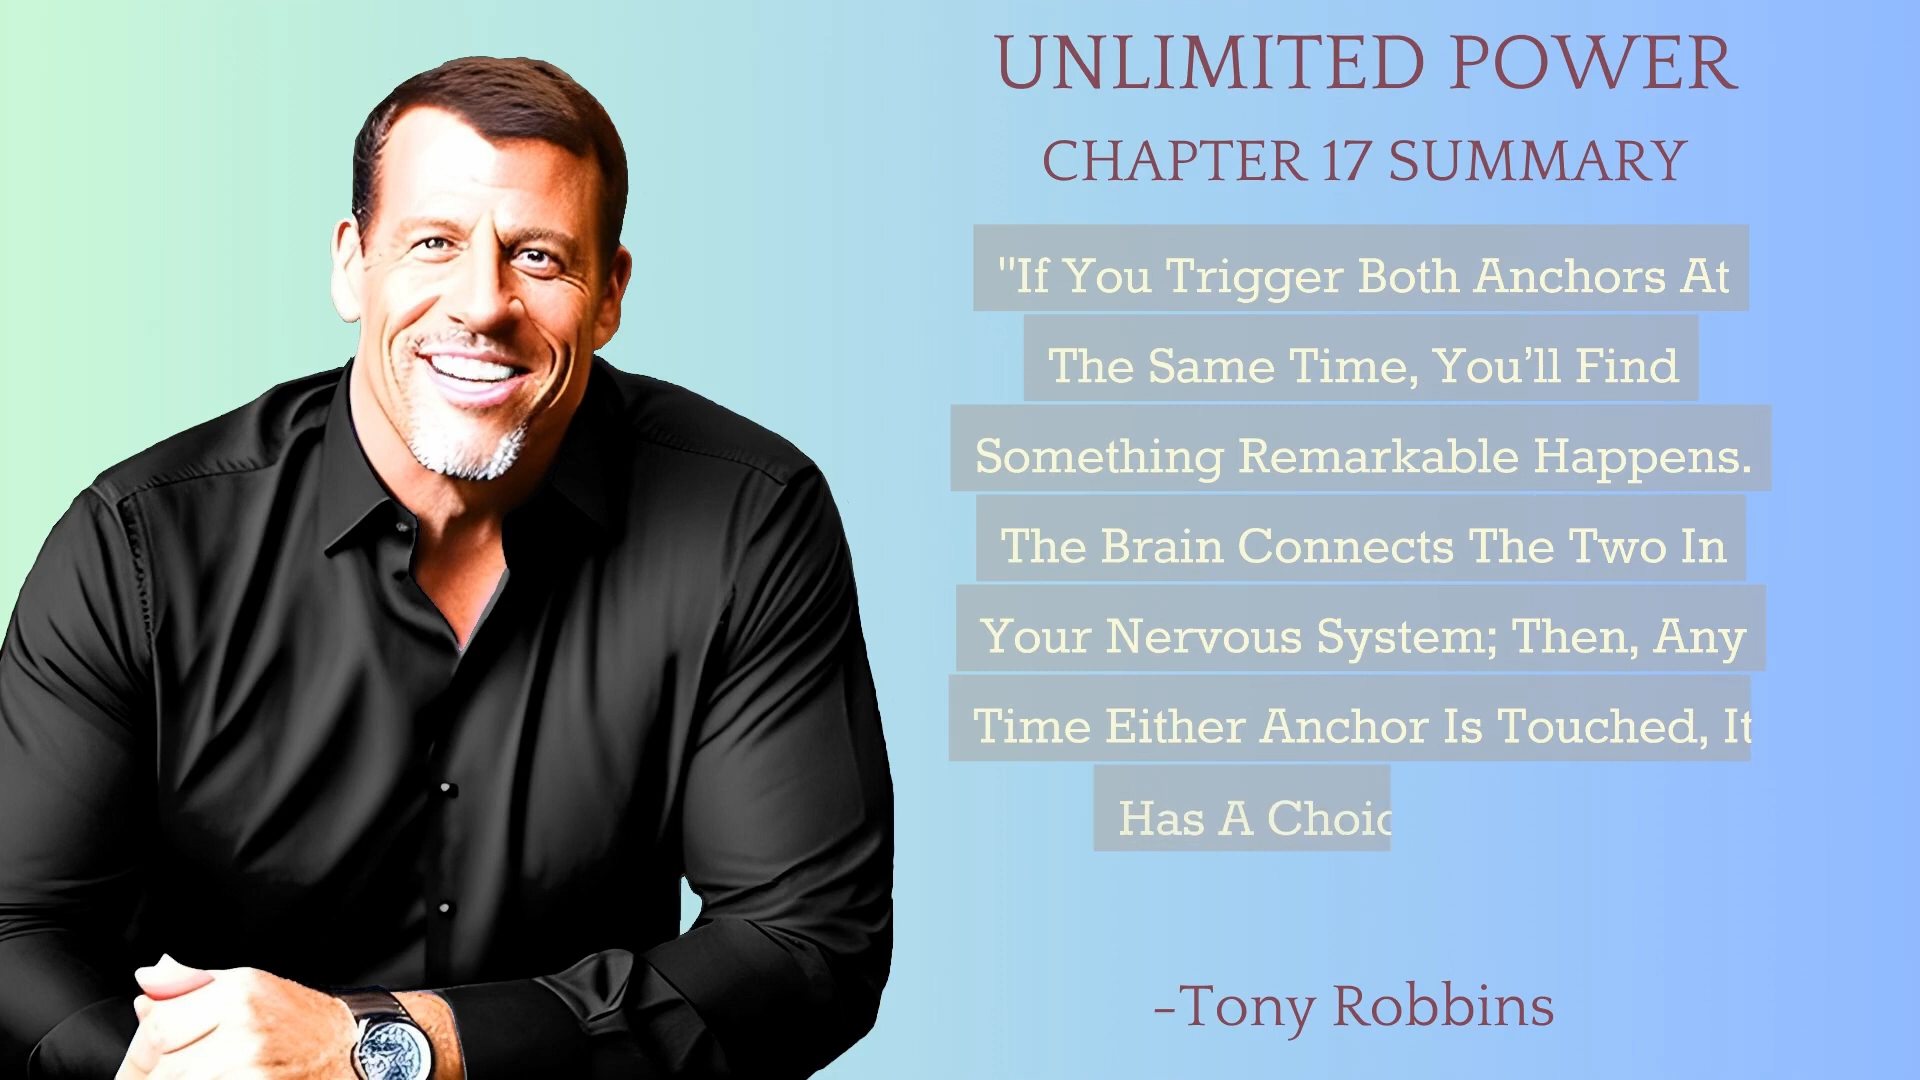 UNLIMITED POWER
CHAPTER 17 SUMMARY
"If You Trigger Both Anchors At
The Same Time, You’ll Find
Something Remarkable Happens.
The Brain Connects The Two In
Your Nervous System; Then, Any
Time Either Anchor Is Touched, It
Has A Choic
-Tony Robbins